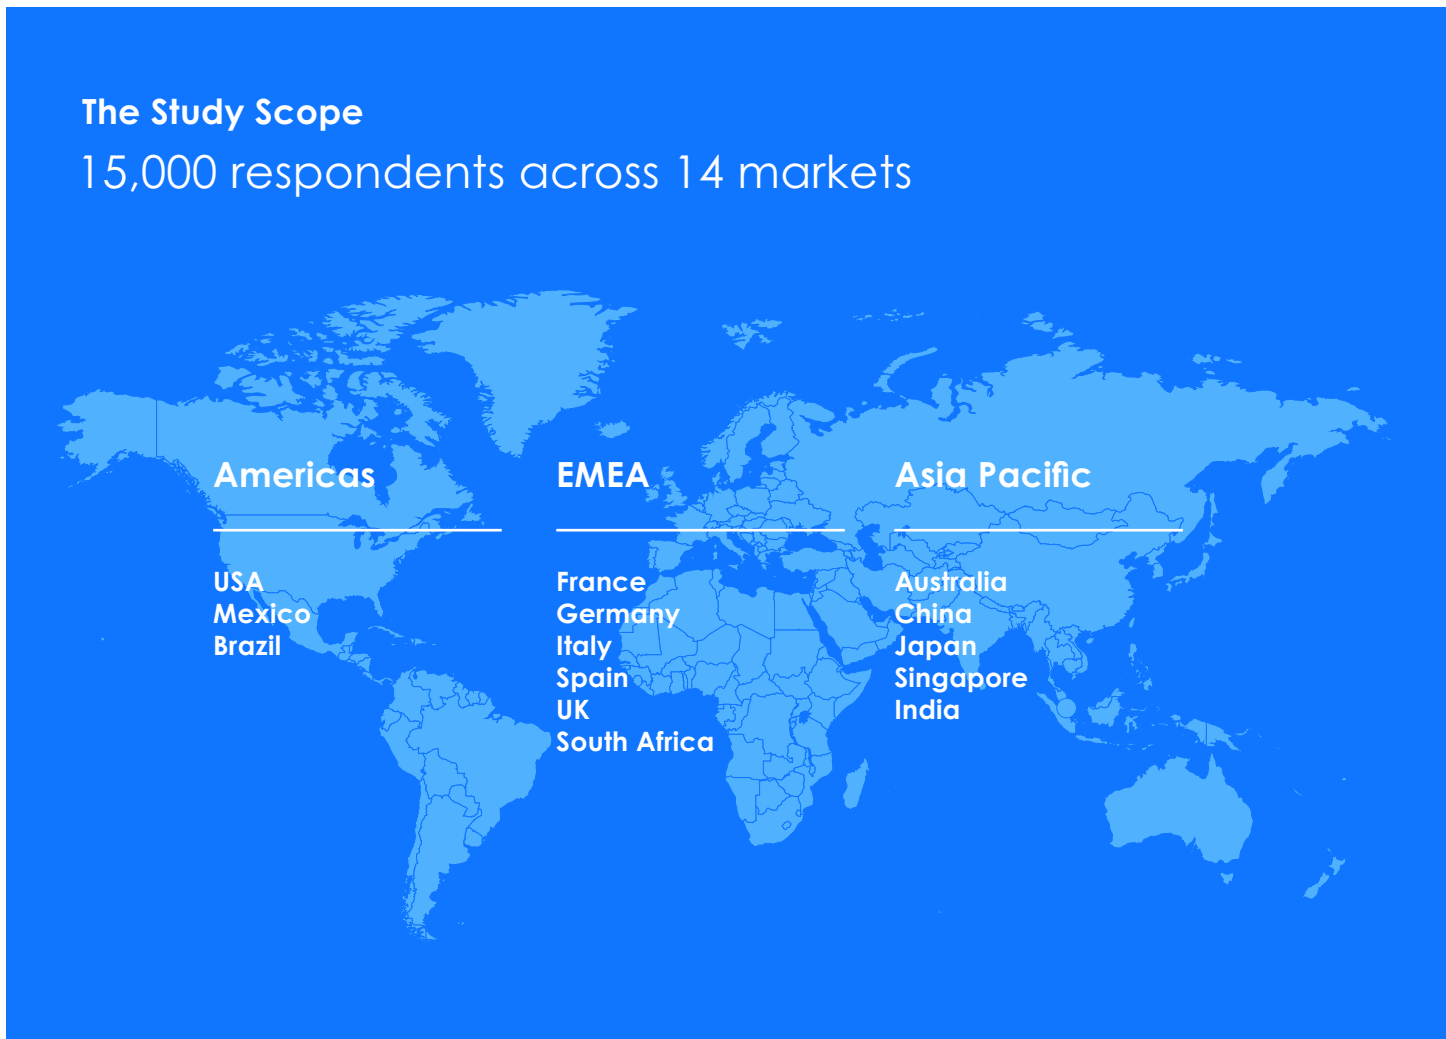 The Study Scope
15,000 respondents across 14 markets
Americas
USA
Mexico
Brazil
EMEA
France
Germany
Italy
Spain
UK
South Africa
Asia Pacific
Australia
China
Japan
Singapore
India